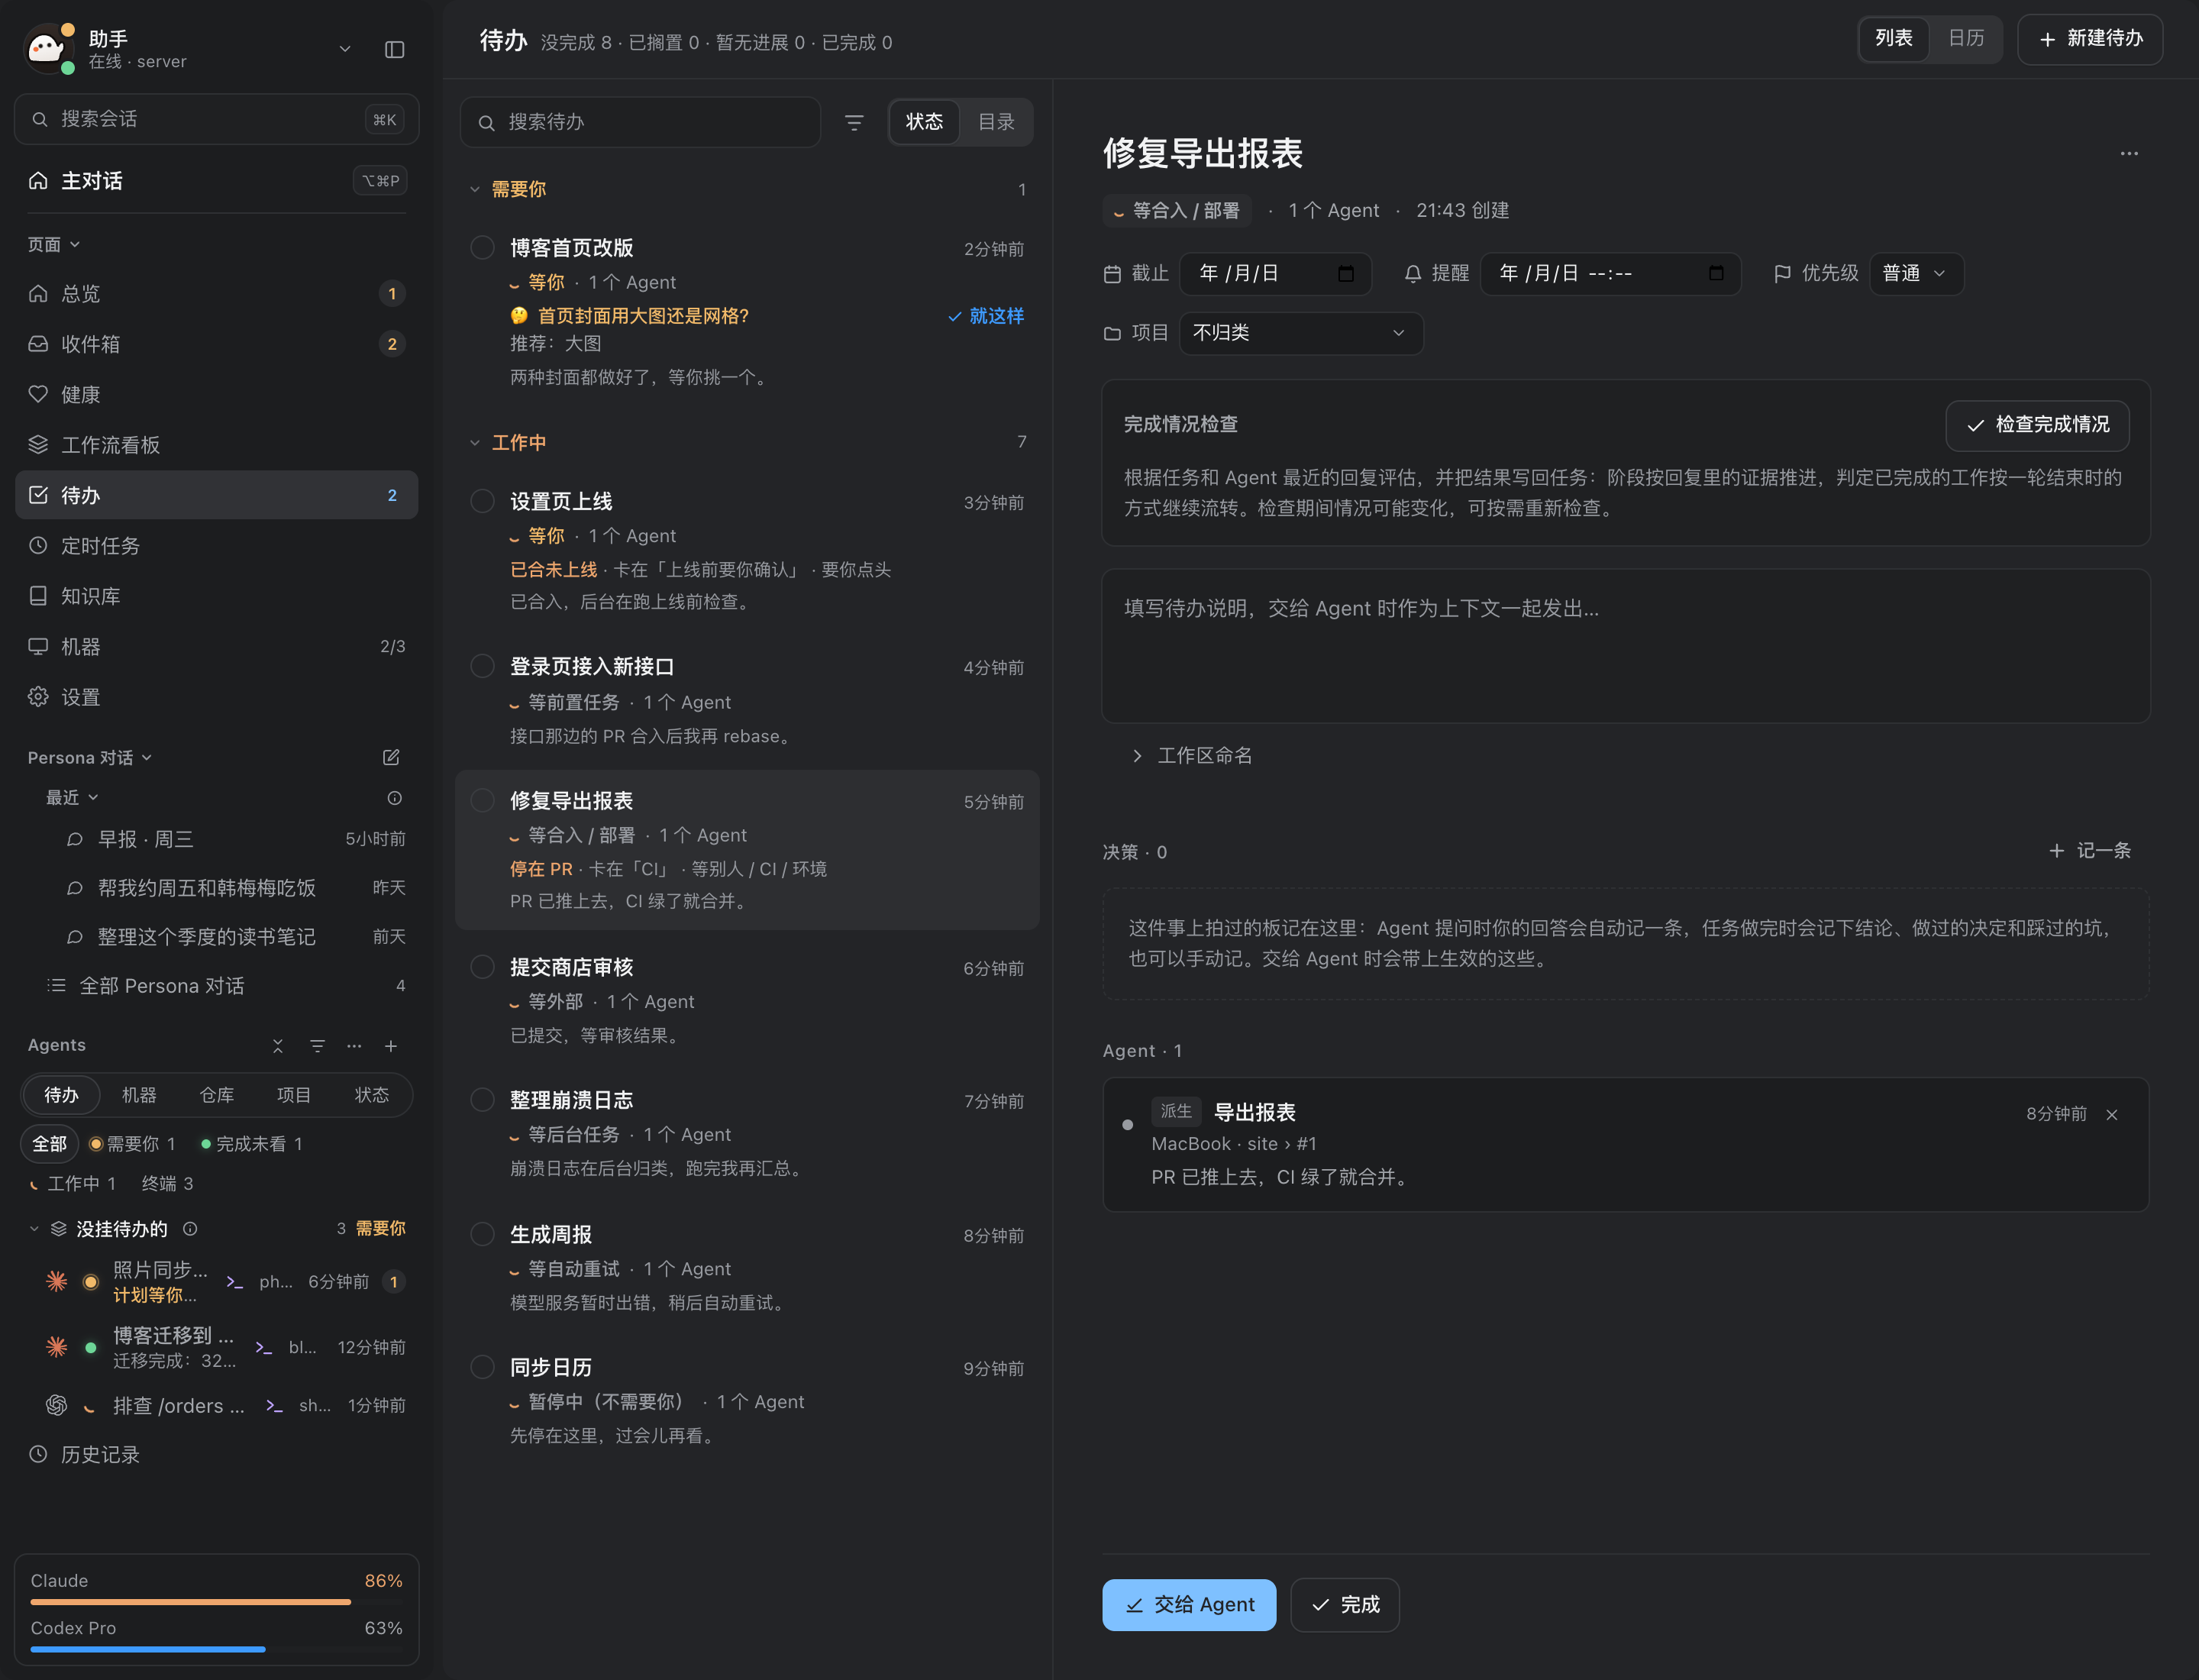 助手
在线 · server
搜索会话 ⌘K
主对话 ⌥⌘P
页面
总览 1
收件箱 2
健康
工作流看板
待办 2
定时任务
知识库
机器 2/3
设置
Persona 对话
最近
早报 · 周三 5小时前
帮我约周五和韩梅梅吃饭 昨天
整理这个季度的读书笔记 前天
全部 Persona 对话 4
Agents
待办 机器 仓库 项目 状态
全部 需要你 1 完成未看 1
工作中 1 终端 3
没挂待办的 3 需要你
照片同步... ph... 6分钟前 1
计划等你...
博客迁移到 ... bl... 12分钟前
迁移完成：32...
排查 /orders ... sh... 1分钟前
历史记录
Claude 86%
Codex Pro 63%
待办 没完成 8 · 已搁置 0 · 暂无进展 0 · 已完成 0
列表 日历 新建待办
搜索待办 状态 目录
需要你 1
博客首页改版 2分钟前
等你 · 1 个 Agent
🤔 首页封面用大图还是网格? 就这样
推荐：大图
两种封面都做好了，等你挑一个。
工作中 7
设置页上线 3分钟前
等你 · 1 个 Agent
已合未上线 · 卡在「上线前要你确认」 · 要你点头
已合入，后台在跑上线前检查。
登录页接入新接口 4分钟前
等前置任务 · 1 个 Agent
接口那边的 PR 合入后我再 rebase。
修复导出报表 5分钟前
等合入 / 部署 · 1 个 Agent
停在 PR · 卡在「CI」 · 等别人 / CI / 环境
PR 已推上去，CI 绿了就合并。
提交商店审核 6分钟前
等外部 · 1 个 Agent
已提交，等审核结果。
整理崩溃日志 7分钟前
等后台任务 · 1 个 Agent
崩溃日志在后台归类，跑完我再汇总。
生成周报 8分钟前
等自动重试 · 1 个 Agent
模型服务暂时出错，稍后自动重试。
同步日历 9分钟前
暂停中（不需要你） · 1 个 Agent
先停在这里，过会儿再看。
修复导出报表
等合入 / 部署 · 1 个 Agent · 21:43 创建
截止 年 /月/日 提醒 年 /月/日 --:-- 优先级 普通
项目 不归类
完成情况检查 检查完成情况
根据任务和 Agent 最近的回复评估，并把结果写回任务：阶段按回复里的证据推进，判定已完成的工作按一轮结束时的
方式继续流转。检查期间情况可能变化，可按需重新检查。
填写待办说明，交给 Agent 时作为上下文一起发出...
工作区命名
决策 · 0 记一条
这件事上拍过的板记在这里：Agent 提问时你的回答会自动记一条，任务做完时会记下结论、做过的决定和踩过的坑，
也可以手动记。交给 Agent 时会带上生效的这些。
Agent · 1
派生 导出报表 8分钟前
MacBook · site › #1
PR 已推上去，CI 绿了就合并。
交给 Agent 完成